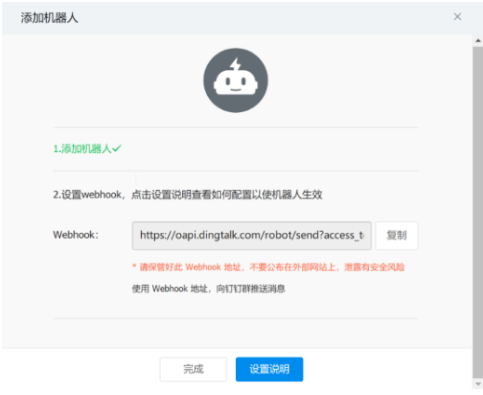 添加机器人
1.添加机器人
2.设置webhook，点击设置说明查看如何配置以使机器人生效
Webhook: https://oapi.dingtalk.com/robot/send?access_t 复制
* 请保管好此 Webhook 地址，不要公布在外部网站上，泄露有安全风险
使用 Webhook 地址，向钉钉群推送消息
完成 设置说明